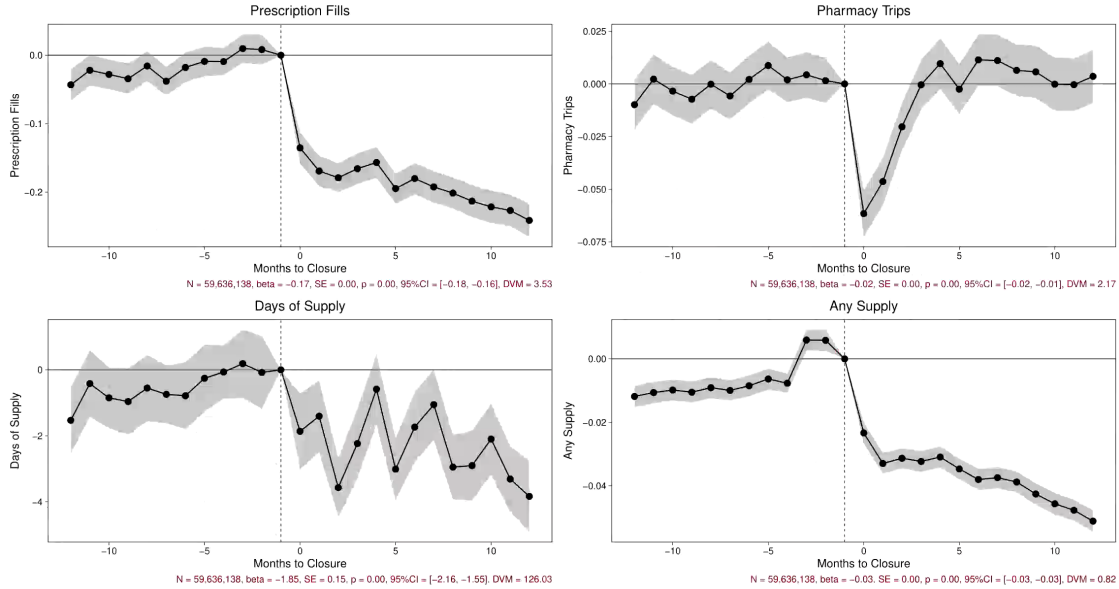 Prescription Fills
0.0
−0.1
−0.2
Prescription Fills
−10
−5
0
5
10
Months to Closure
N = 59,636,138, beta = −0.17, SE = 0.00, p = 0.00, 95%CI = [−0.18, −0.16], DVM = 3.53
Pharmacy Trips
0.025
0.000
−0.025
−0.050
−0.075
Pharmacy Trips
−10
−5
0
5
10
Months to Closure
N = 59,636,138, beta = −0.02, SE = 0.00, p = 0.00, 95%CI = [−0.02, −0.01], DVM = 2.17
Days of Supply
0
−2
−4
Days of Supply
−10
−5
0
5
10
Months to Closure
N = 59,636,138, beta = −1.85, SE = 0.15, p = 0.00, 95%CI = [−2.16, −1.55], DVM = 126.03
Any Supply
0.00
−0.02
−0.04
Any Supply
−10
−5
0
5
10
Months to Closure
N = 59,636,138, beta = −0.03, SE = 0.00, p = 0.00, 95%CI = [−0.03, −0.03], DVM = 0.82